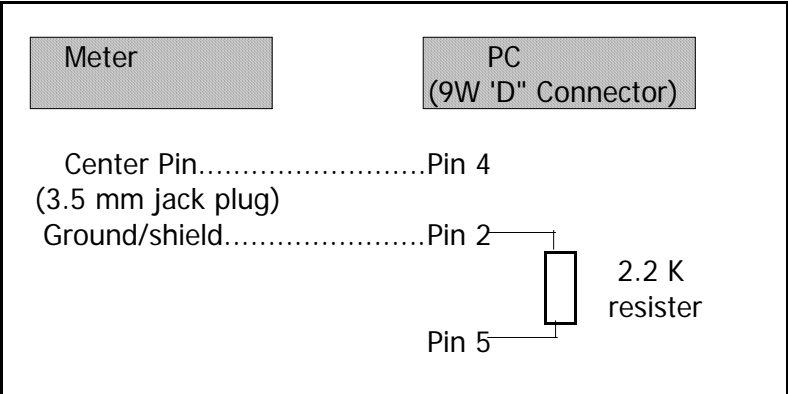 Meter PC
(9W 'D" Connector)
Center Pin..........................Pin 4
(3.5 mm jack plug)
Ground/shield.......................Pin 2
2.2 K
resister
Pin 5